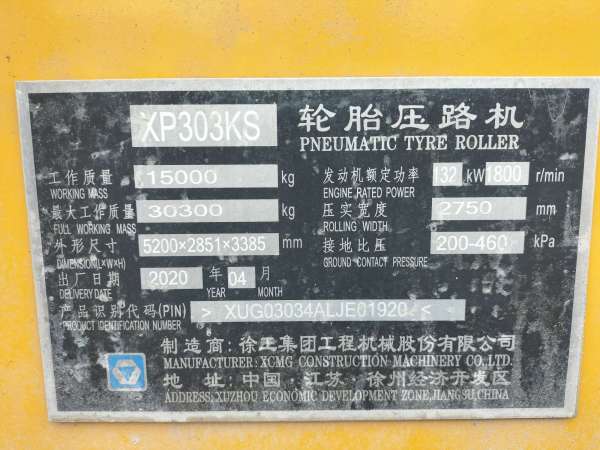 XP303KS 轮胎压路机
PNEUMATIC TYRE ROLLER
工作质量 15000 kg 发动机额定功率 132 kW 1800 r/min
WORKING MASS ENGINE RATED POWER
最大工作质量 30300 kg 压实宽度 2750 mm
FULL WORKING MASS ROLLING WIDTH
外形尺寸 5200×2851×3385 mm 接地比压 200-460 kPa
DIMENSION(L×W×H) GROUND CONTACT PRESSURE
出厂日期 2020 年 04 月
DELIVERY DATE YEAR MONTH
产品识别代码(PIN) > XUG03034ALJE01920 <
PRODUCT IDENTIFICATION NUMBER
制造商:徐工集团工程机械股份有限公司
MANUFACTURER: XCMG CONSTRUCTION MACHINERY CO,.LTD.
地 址:中国·江苏·徐州经济开发区
ADDRESS: XUZHOU ECONOMIC DEVELOPMENT ZONE,JIANGSU,CHINA